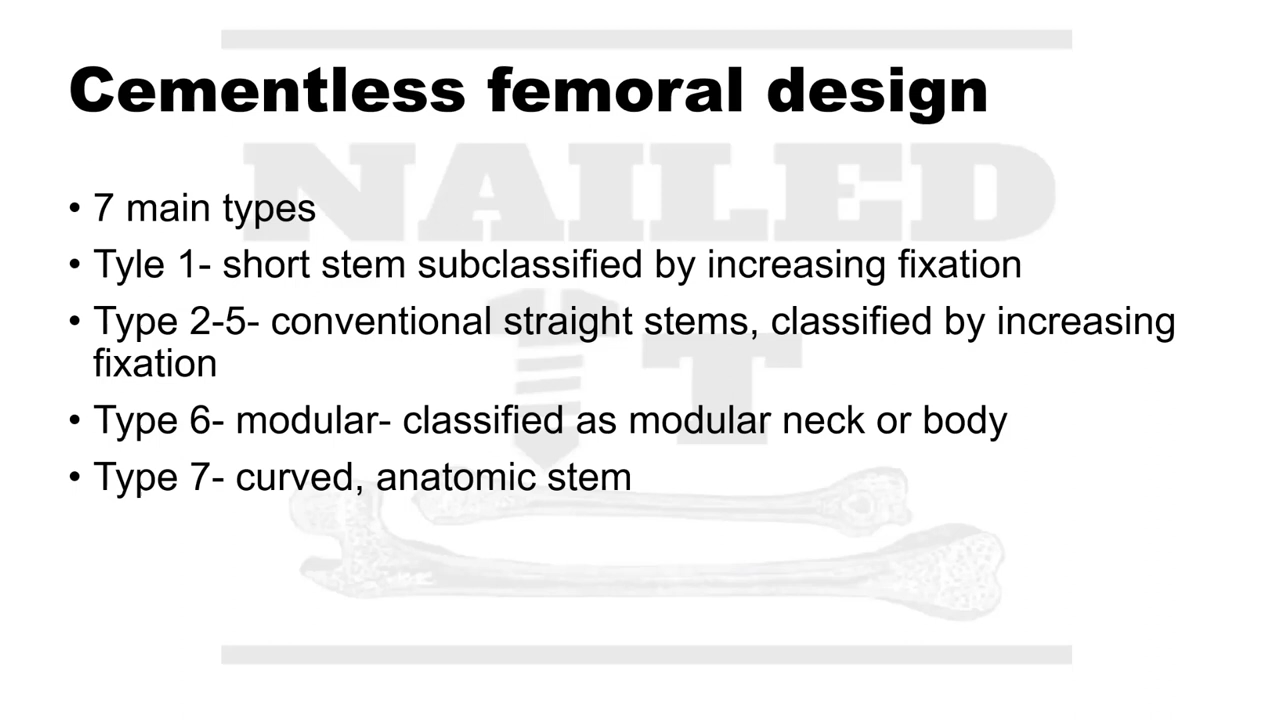 Cementless femoral design
NAILED
IT
• 7 main types
• Tyle 1- short stem subclassified by increasing fixation
• Type 2-5- conventional straight stems, classified by increasing
fixation
• Type 6- modular- classified as modular neck or body
• Type 7- curved, anatomic stem